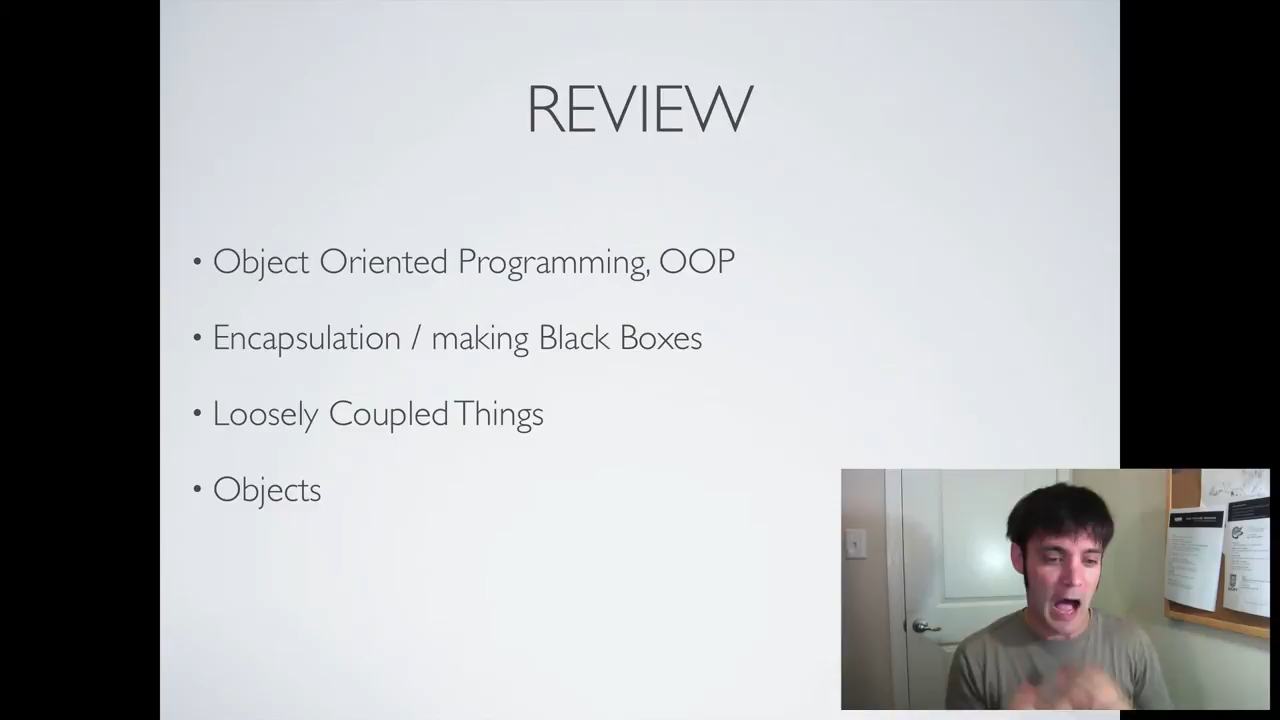 REVIEW
• Object Oriented Programming, OOP
• Encapsulation / making Black Boxes
• Loosely Coupled Things
• Objects